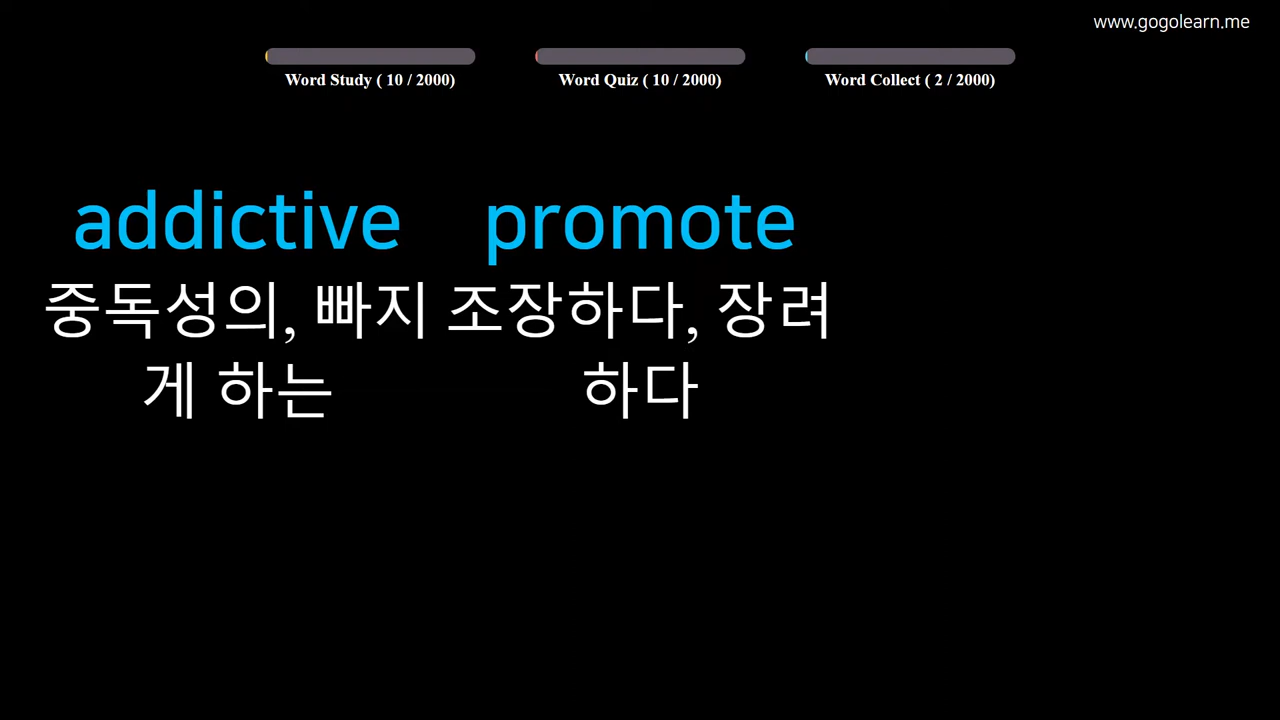 www.gogolearn.me
Word Study ( 10 / 2000)
Word Quiz ( 10 / 2000)
Word Collect ( 2 / 2000)
addictive
중독성의, 빠지
게 하는
promote
조장하다, 장려
하다